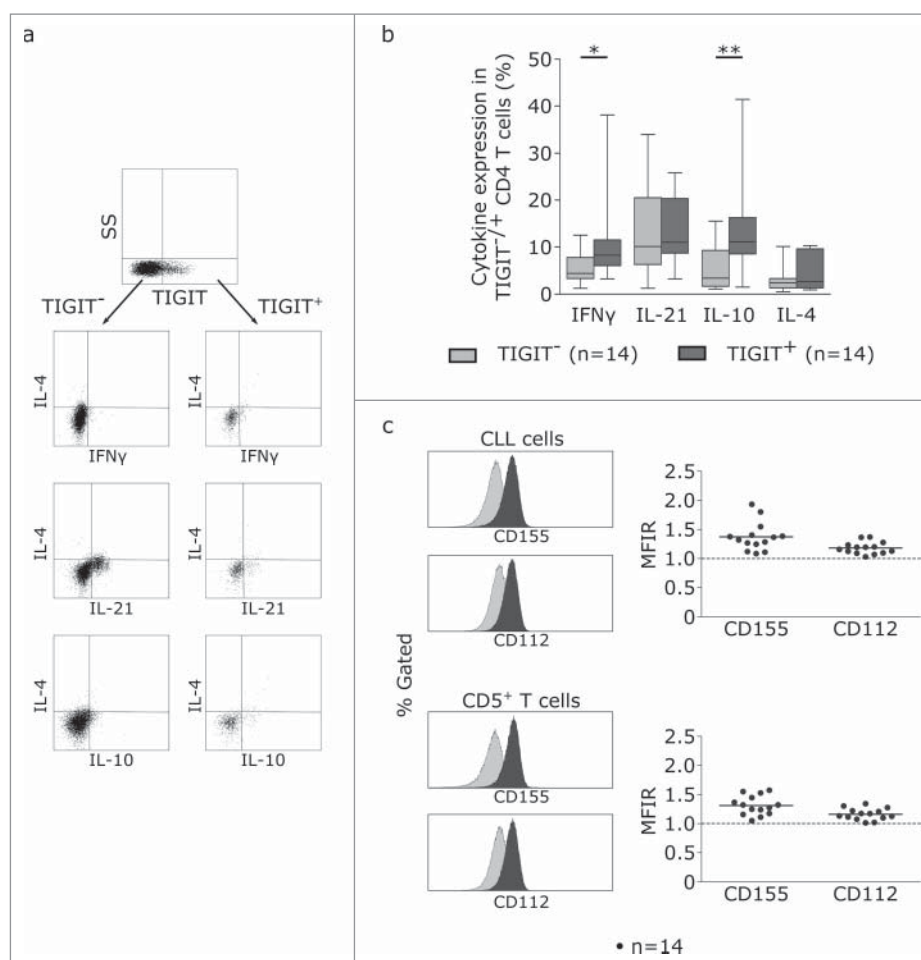 a
SS
TIGIT
TIGIT⁻ TIGIT⁺
IL-4
IFNγ
IL-4
IFNγ
IL-4
IL-21
IL-4
IL-21
IL-4
IL-10
IL-4
IL-10
b
Cytokine expression in
TIGIT⁻/⁺ CD4 T cells (%)
50
40
30
20
10
0
* **
IFNγ IL-21 IL-10 IL-4
TIGIT⁻ (n=14) TIGIT⁺ (n=14)
c
% Gated
CLL cells
CD155
CD112
MFIR
2.5
2.0
1.5
1.0
0.5
0
CD155 CD112
CD5⁺ T cells
CD155
CD112
MFIR
2.5
2.0
1.5
1.0
0.5
0
CD155 CD112
• n=14